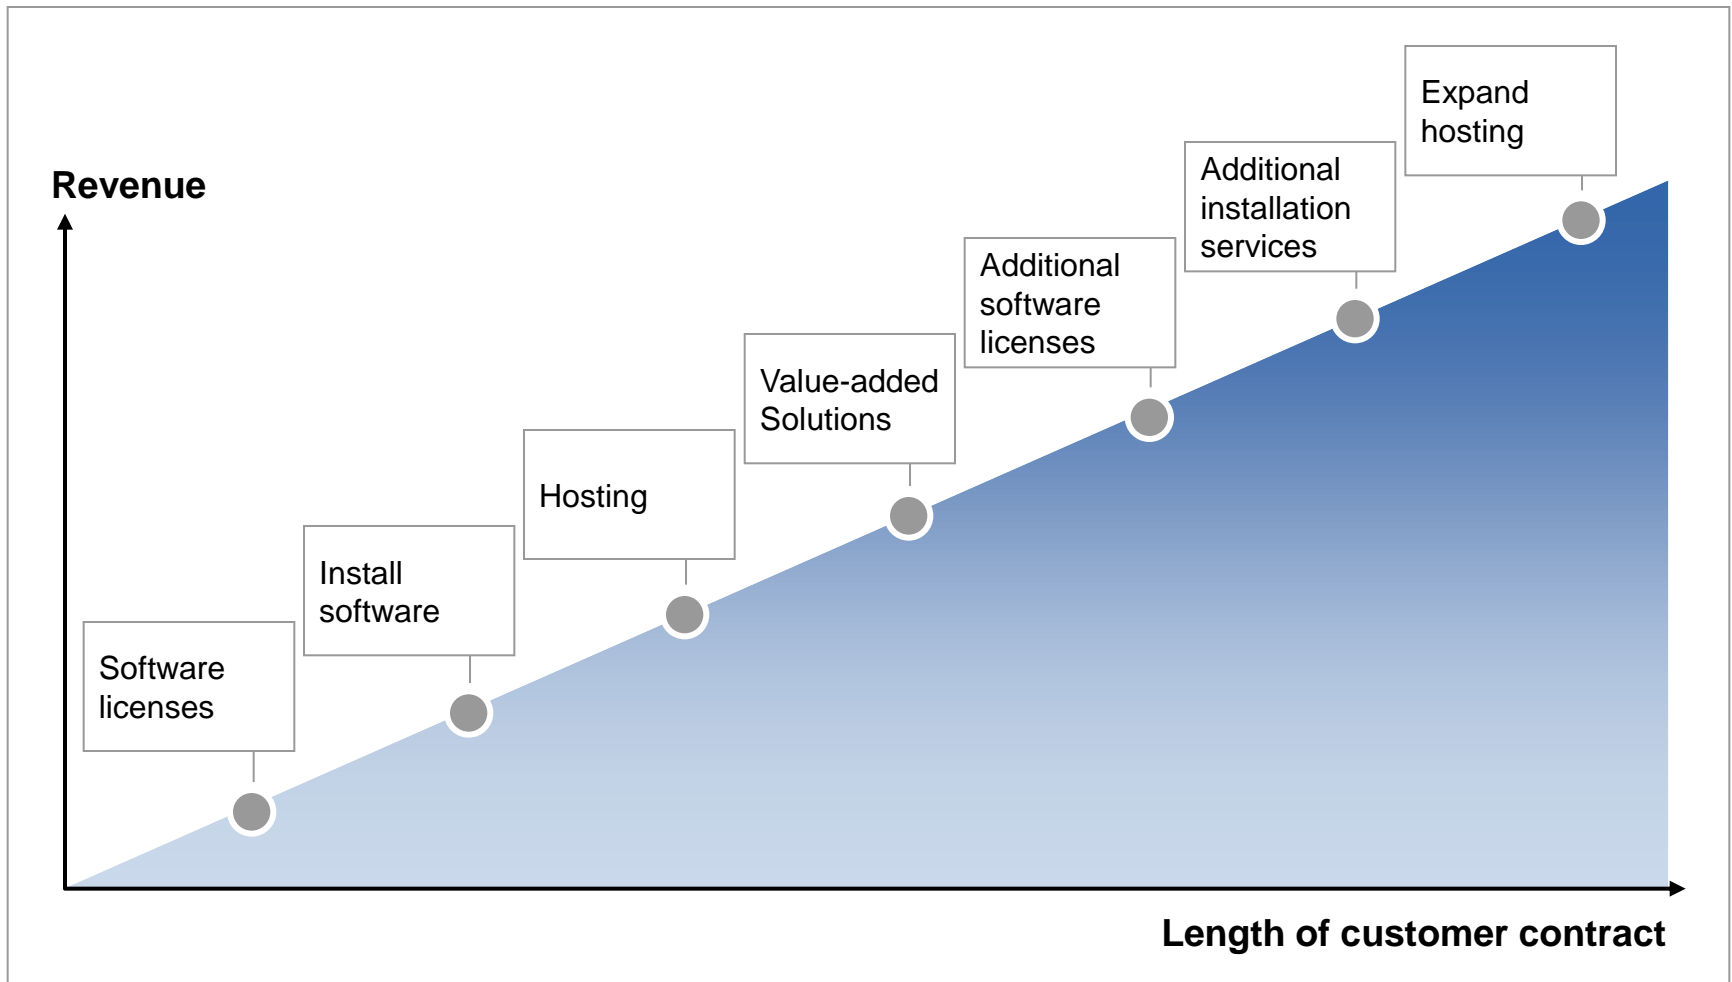 Expand
hosting
Additional
installation
services
Revenue
Additional
software
licenses
Value-added
Solutions
Hosting
Install
software
Software
licenses
Length of customer contract